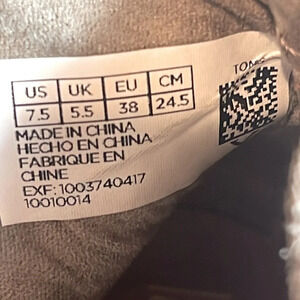 US UK EU CM
7.5 5.5 38 24.5
MADE IN CHINA
HECHO EN CHINA
FABRIQUE EN
CHINE
EXF: 1003740417
10010014